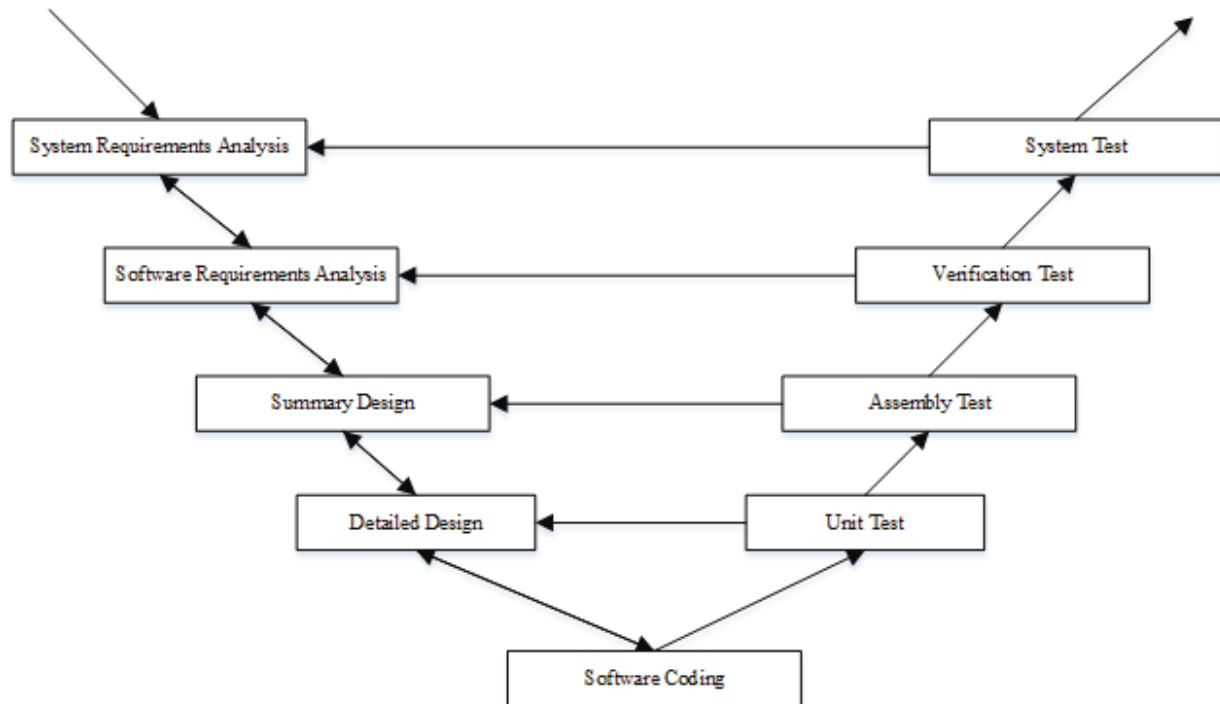 System Requirements Analysis
System Test
Software Requirements Analysis
Verification Test
Summary Design
Assembly Test
Detailed Design
Unit Test
Software Coding